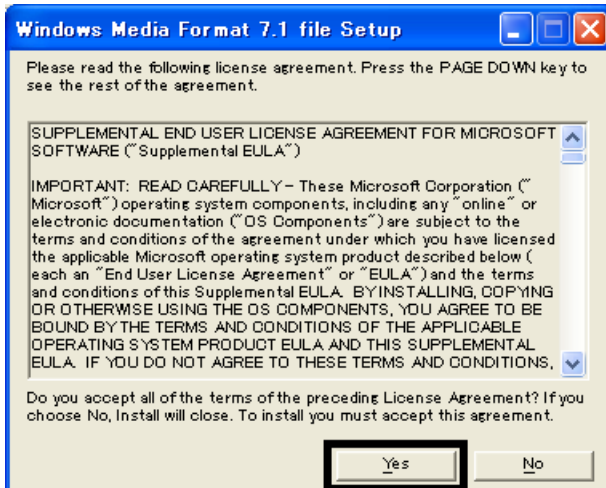 Windows Media Format 7.1 file Setup
Please read the following license agreement. Press the PAGE DOWN key to
see the rest of the agreement.
SUPPLEMENTAL END USER LICENSE AGREEMENT FOR MICROSOFT
SOFTWARE ("Supplemental EULA")
IMPORTANT: READ CAREFULLY - These Microsoft Corporation ("
Microsoft") operating system components, including any "online" or
electronic documentation ("OS Components") are subject to the
terms and conditions of the agreement under which you have licensed
the applicable Microsoft operating system product described below (
each an "End User License Agreement" or "EULA") and the terms
and conditions of this Supplemental EULA. BY INSTALLING, COPYING
OR OTHERWISE USING THE OS COMPONENTS, YOU AGREE TO BE
BOUND BY THE TERMS AND CONDITIONS OF THE APPLICABLE
OPERATING SYSTEM PRODUCT EULA AND THIS SUPPLEMENTAL
EULA. IF YOU DO NOT AGREE TO THESE TERMS AND CONDITIONS,
Do you accept all of the terms of the preceding License Agreement? If you
choose No, Install will close. To install you must accept this agreement.
Yes No